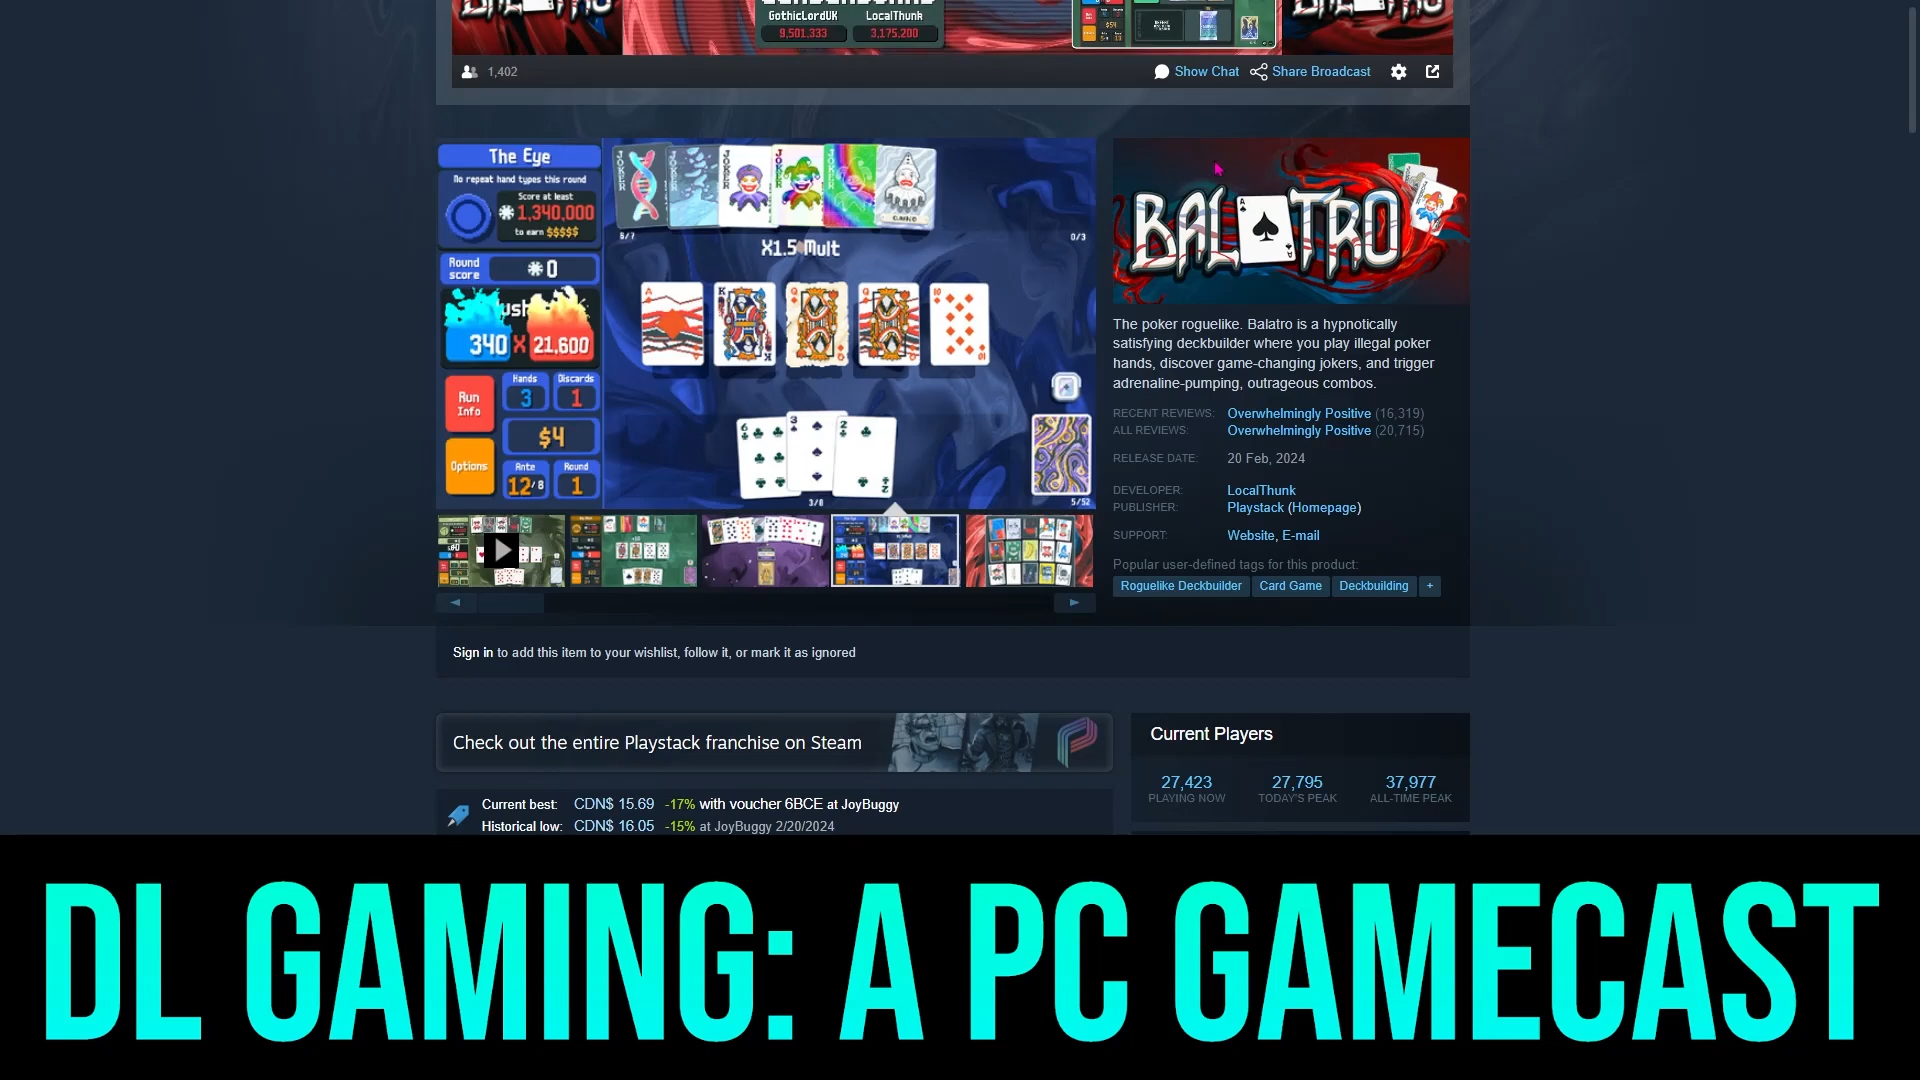 GothicLordUK LocalThunk
9,501,333 3,175,200
1,402
Show Chat Share Broadcast
The Eye
No repeat hand types this round
Score at least
1,340,000
to earn $$$$$
Round score 0
340 X 21,600
Hands Discards
3 1
Run Info
$4
Options
Ante Round
12/8 1
JOKER
6/7
0/3
X1.5 Mult
A K Q Q 10
6 3 2
3/8
5/52
BALATRO
The poker roguelike. Balatro is a hypnotically
satisfying deckbuilder where you play illegal poker
hands, discover game-changing jokers, and trigger
adrenaline-pumping, outrageous combos.
RECENT REVIEWS: Overwhelmingly Positive (16,319)
ALL REVIEWS: Overwhelmingly Positive (20,715)
RELEASE DATE: 20 Feb, 2024
DEVELOPER: LocalThunk
PUBLISHER: Playstack (Homepage)
SUPPORT: Website, E-mail
Popular user-defined tags for this product:
Roguelike Deckbuilder Card Game Deckbuilding +
Sign in to add this item to your wishlist, follow it, or mark it as ignored
Check out the entire Playstack franchise on Steam
Current Players
27,423 27,795 37,977
PLAYING NOW TODAY'S PEAK ALL-TIME PEAK
Current best: CDN$ 15.69 -17% with voucher 6BCE at JoyBuggy
Historical low: CDN$ 16.05 -15% at JoyBuggy 2/20/2024
DL GAMING: A PC GAMECAST